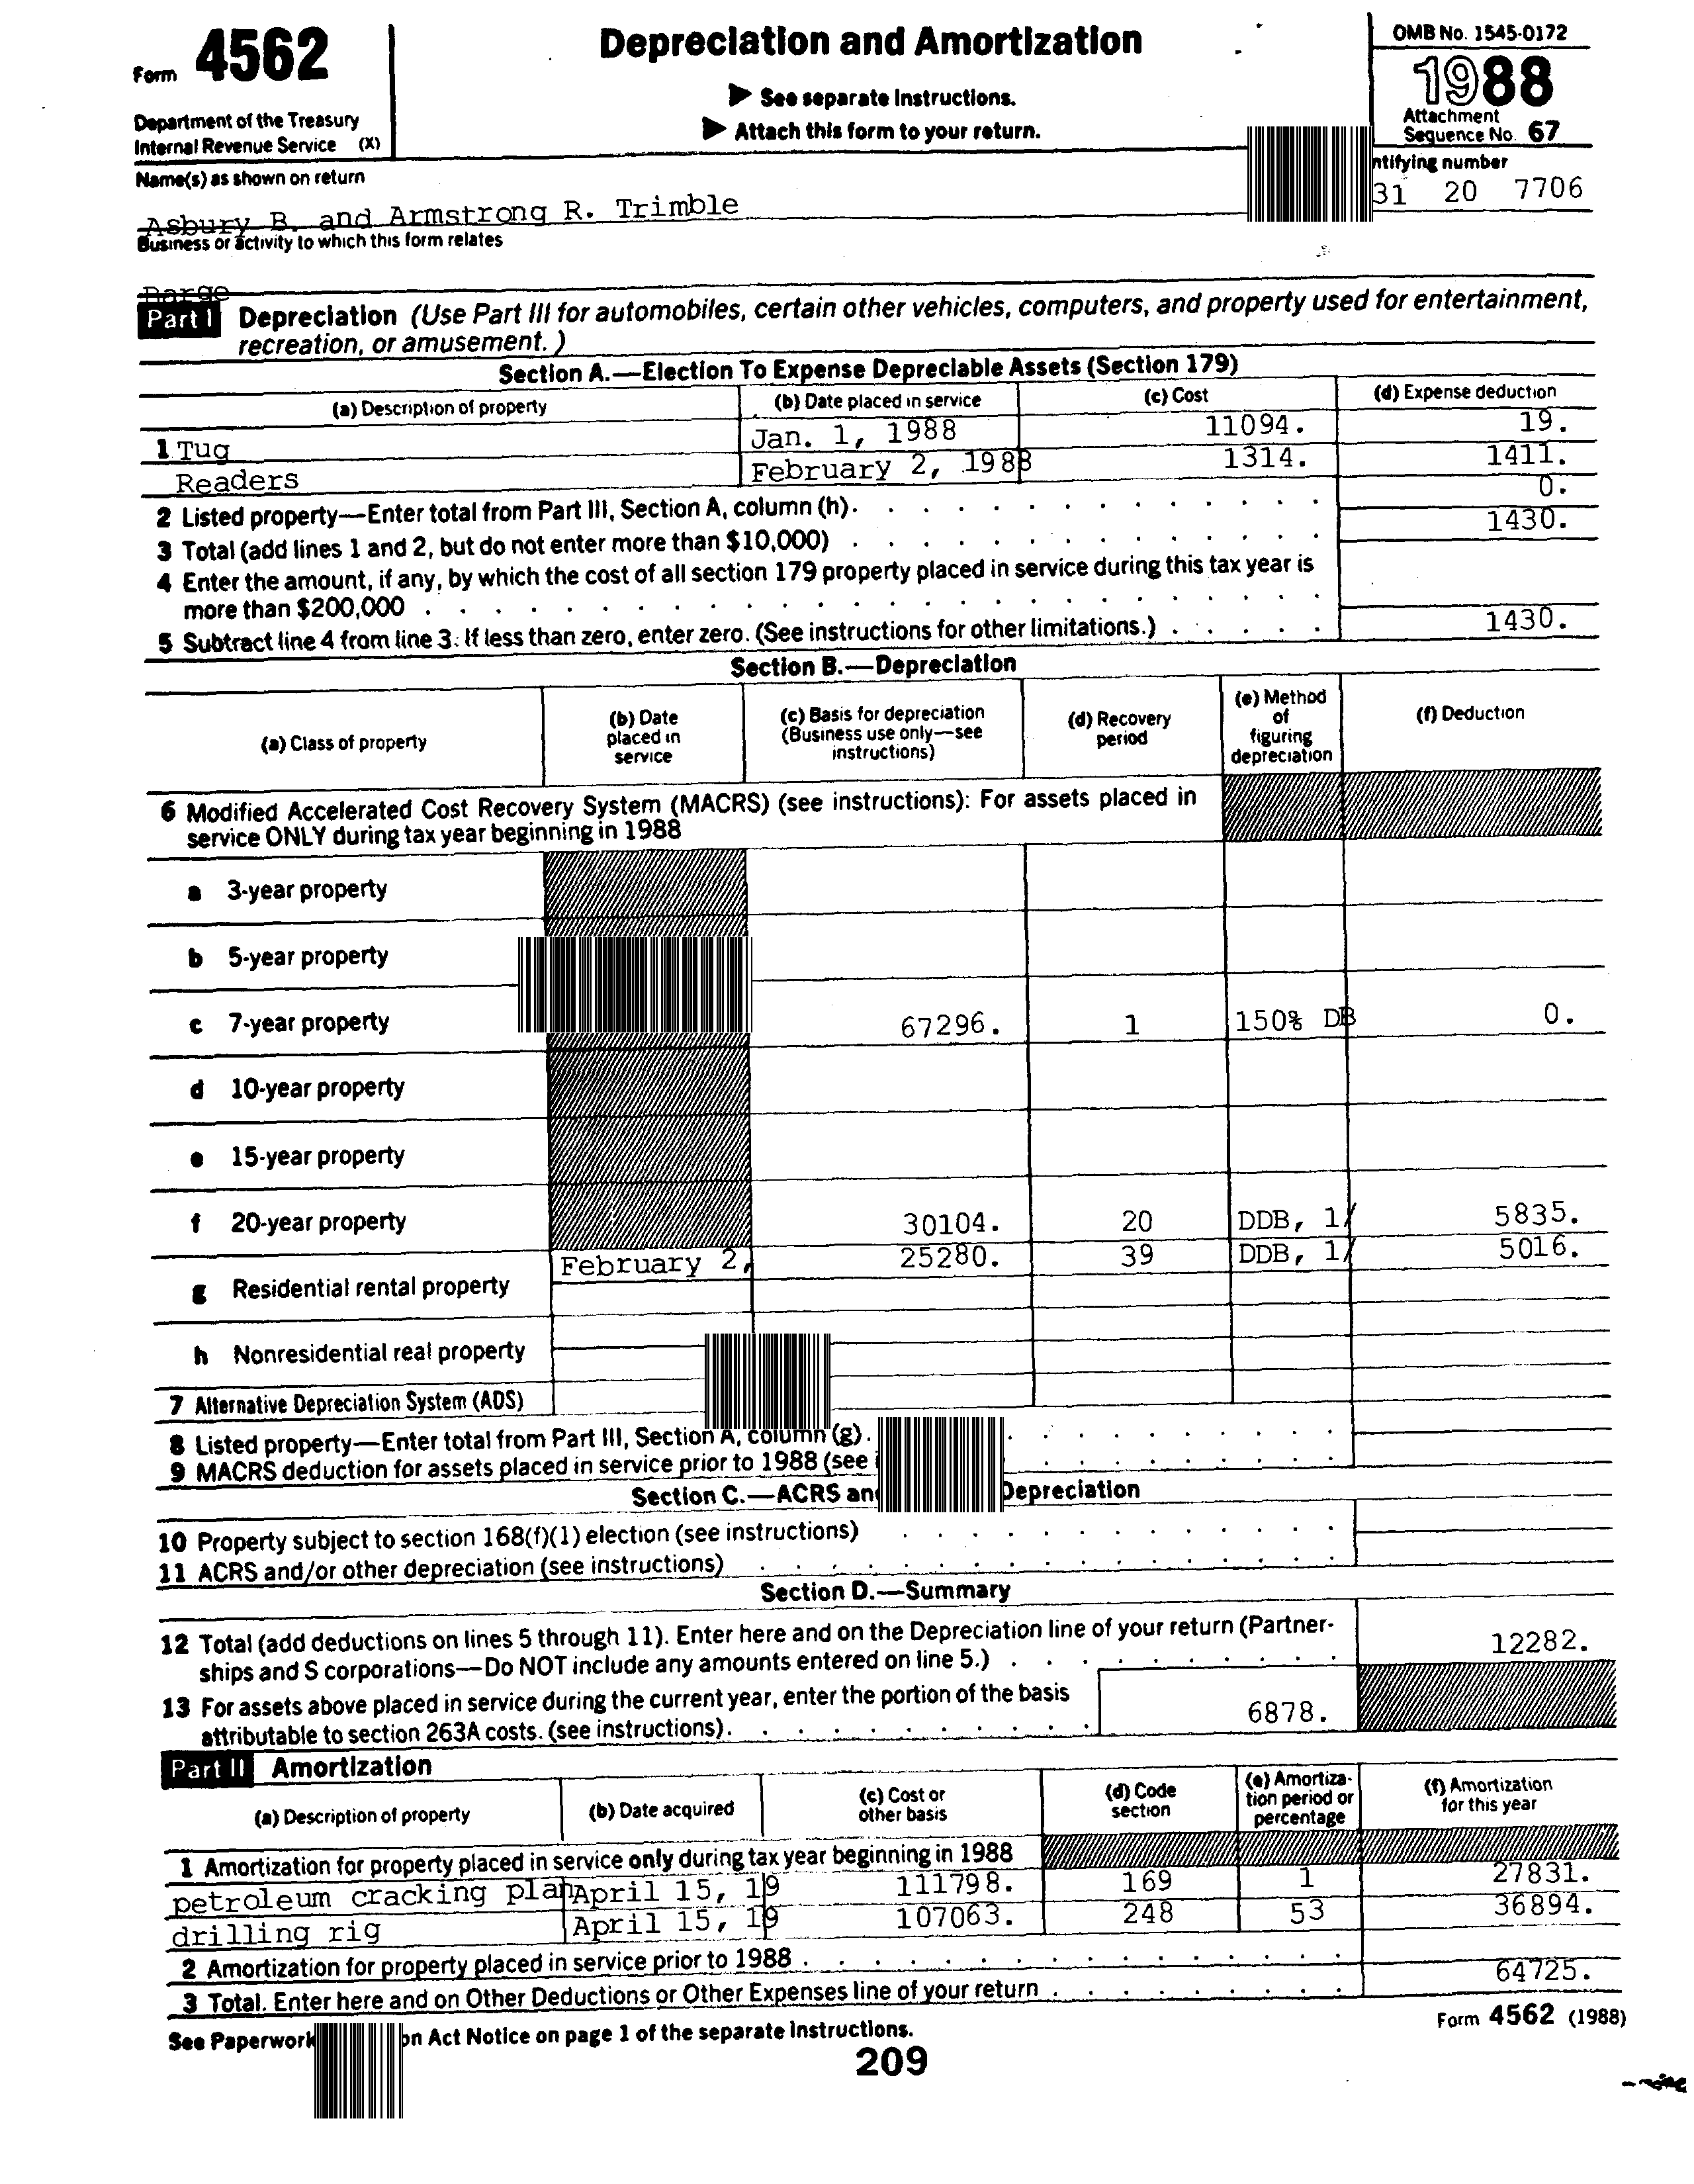 Form 4562
Depreciation and Amortization
OMB No. 1545-0172
1988
▶ See separate Instructions.
▶ Attach this form to your return.
Department of the Treasury
Internal Revenue Service (X)
Attachment
Sequence No. 67
Name(s) as shown on return
ntifying number
Asbury B. and Armstrong R. Trimble
31 20 7706
Business or activity to which this form relates
Barge
Part I Depreciation (Use Part III for automobiles, certain other vehicles, computers, and property used for entertainment,
recreation, or amusement.)
Section A.—Election To Expense Depreciable Assets (Section 179)
(a) Description of property (b) Date placed in service (c) Cost (d) Expense deduction
1 Tug Jan. 1, 1988 11094. 19.
Readers February 2, 1988 1314. 1411.
2 Listed property—Enter total from Part III, Section A, column (h). 0.
3 Total (add lines 1 and 2, but do not enter more than $10,000) 1430.
4 Enter the amount, if any, by which the cost of all section 179 property placed in service during this tax year is
more than $200,000
5 Subtract line 4 from line 3. If less than zero, enter zero. (See instructions for other limitations.) 1430.
Section B.—Depreciation
(a) Class of property (b) Date placed in service (c) Basis for depreciation (Business use only—see instructions) (d) Recovery period (e) Method of figuring depreciation (f) Deduction
6 Modified Accelerated Cost Recovery System (MACRS) (see instructions): For assets placed in
service ONLY during tax year beginning in 1988
a 3-year property
b 5-year property
c 7-year property 67296. 1 150% DB 0.
d 10-year property
e 15-year property
f 20-year property 30104. 20 DDB, 1/ 5835.
February 2, 25280. 39 DDB, 1/ 5016.
g Residential rental property
h Nonresidential real property
7 Alternative Depreciation System (ADS)
8 Listed property—Enter total from Part III, Section A, column (g).
9 MACRS deduction for assets placed in service prior to 1988 (see
Section C.—ACRS an Depreciation
10 Property subject to section 168(f)(1) election (see instructions)
11 ACRS and/or other depreciation (see instructions)
Section D.—Summary
12 Total (add deductions on lines 5 through 11). Enter here and on the Depreciation line of your return (Partner-
ships and S corporations—Do NOT include any amounts entered on line 5.) 12282.
13 For assets above placed in service during the current year, enter the portion of the basis
attributable to section 263A costs. (see instructions). 6878.
Part II Amortization
(a) Description of property (b) Date acquired (c) Cost or other basis (d) Code section (e) Amortiza-tion period or percentage (f) Amortization for this year
1 Amortization for property placed in service only during tax year beginning in 1988
petroleum cracking plan April 15, 19 111798. 169 1 27831.
drilling rig April 15, 19 107063. 248 53 36894.
2 Amortization for property placed in service prior to 1988
3 Total. Enter here and on Other Deductions or Other Expenses line of your return 64725.
See Paperwork on Act Notice on page 1 of the separate Instructions.
Form 4562 (1988)
209